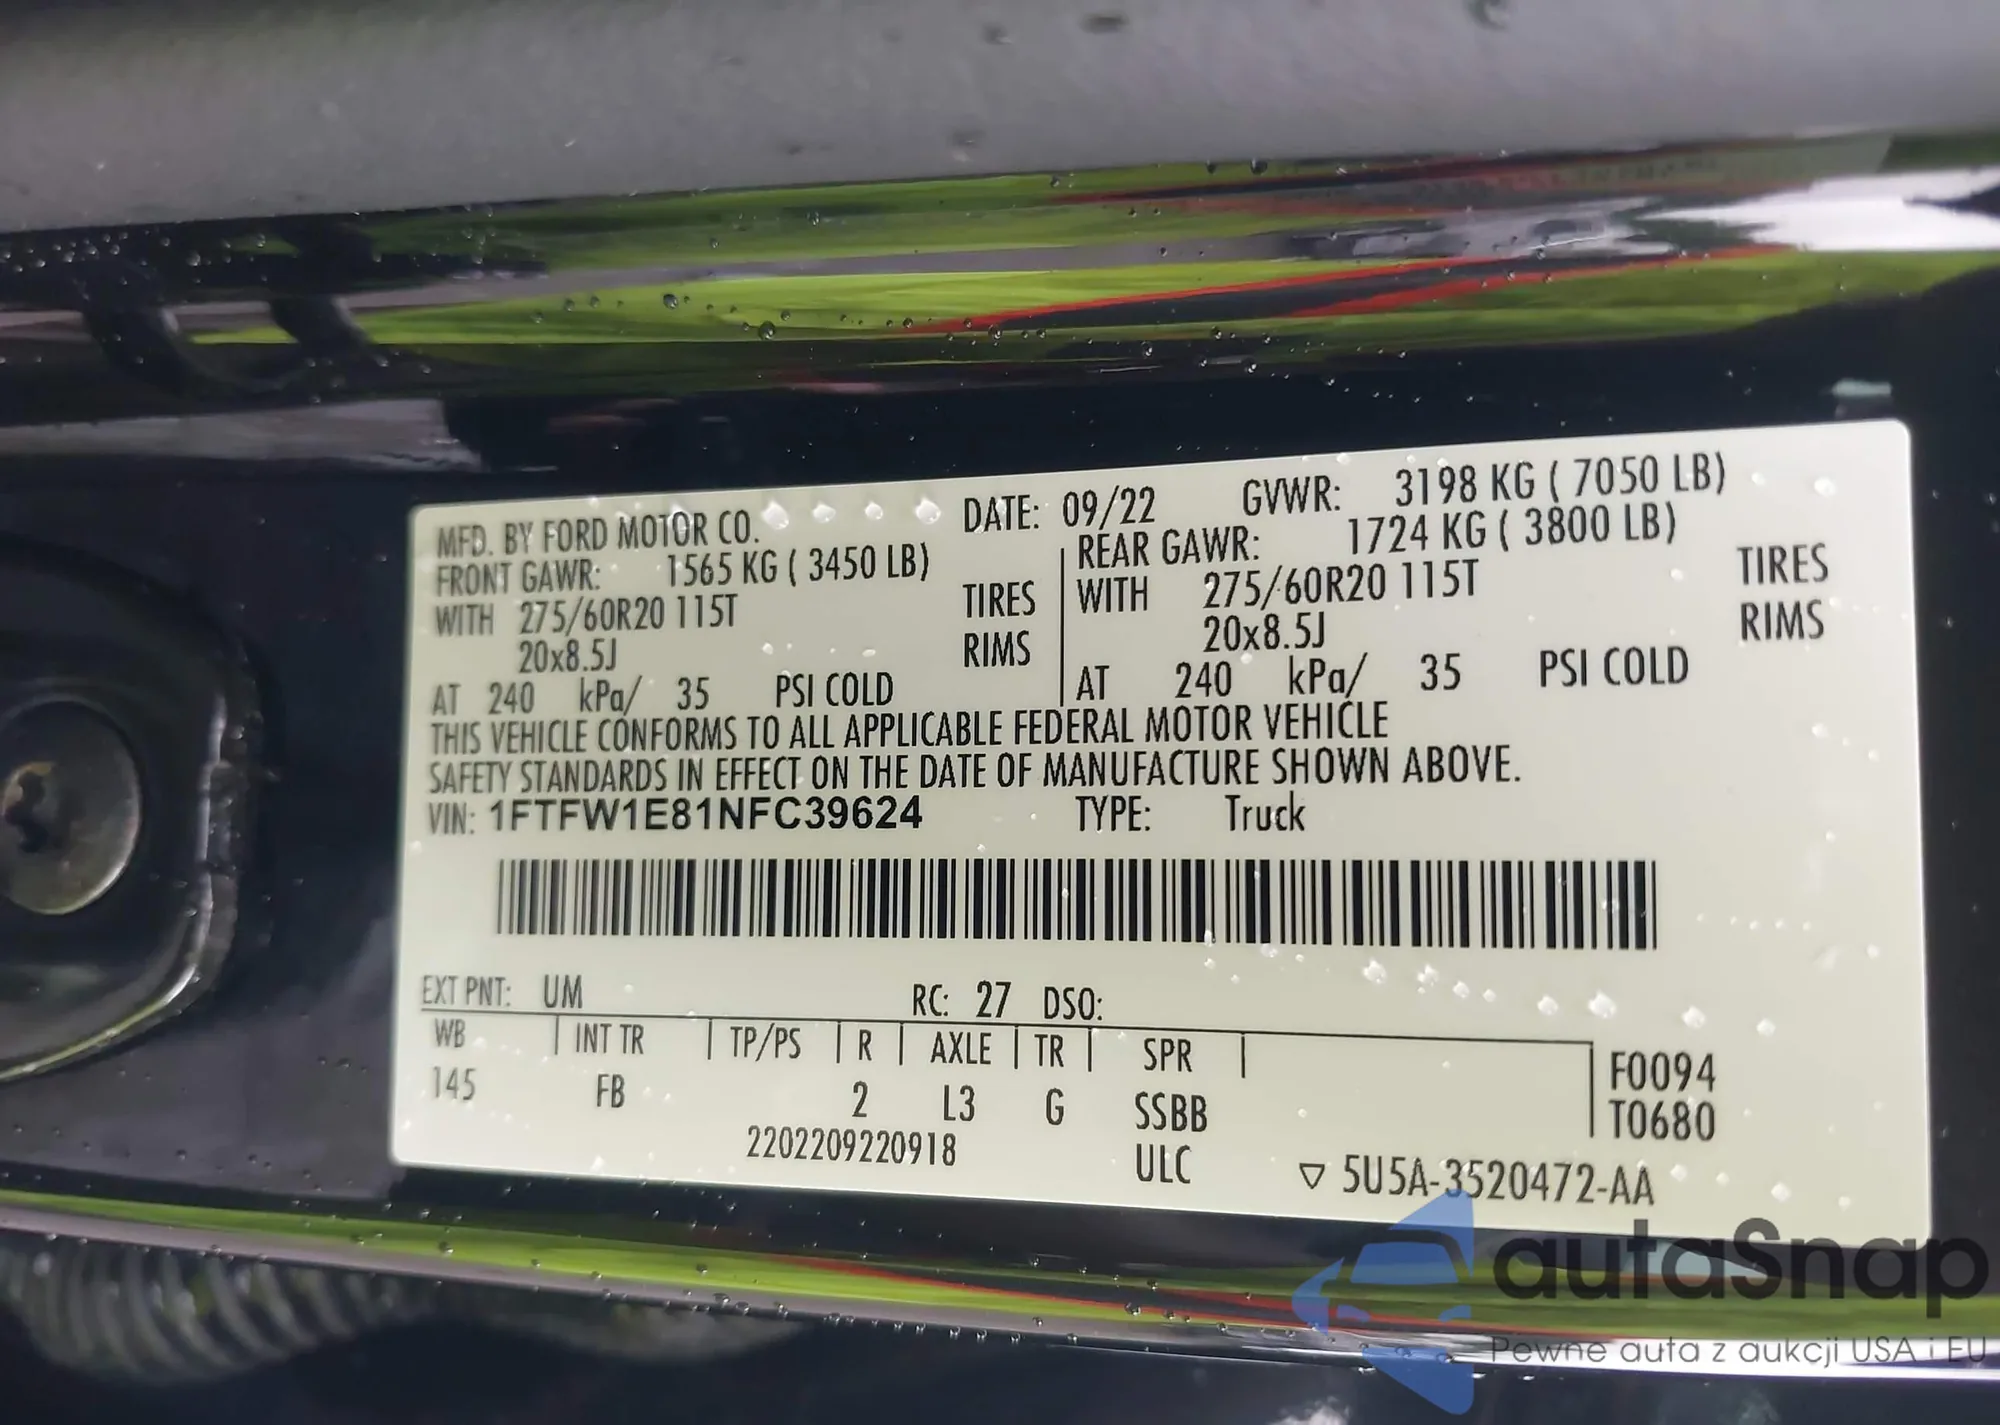 MFD. BY FORD MOTOR CO. DATE: 09/22 GVWR: 3198 KG ( 7050 LB)
FRONT GAWR: 1565 KG ( 3450 LB) REAR GAWR: 1724 KG ( 3800 LB)
WITH 275/60R20 115T TIRES WITH 275/60R20 115T TIRES
20x8.5J RIMS 20x8.5J RIMS
AT 240 kPa/ 35 PSI COLD AT 240 kPa/ 35 PSI COLD
THIS VEHICLE CONFORMS TO ALL APPLICABLE FEDERAL MOTOR VEHICLE
SAFETY STANDARDS IN EFFECT ON THE DATE OF MANUFACTURE SHOWN ABOVE.
VIN: 1FTFW1E81NFC39624 TYPE: Truck
EXT PNT: UM RC: 27 DSO:
WB INT TR TP/PS R AXLE TR SPR F0094
145 FB 2 L3 G SSBB T0680
2202209220918 ULC ▽ 5U5A-3520472-AA
autaSnap
Pewne auta z aukcji USA i EU